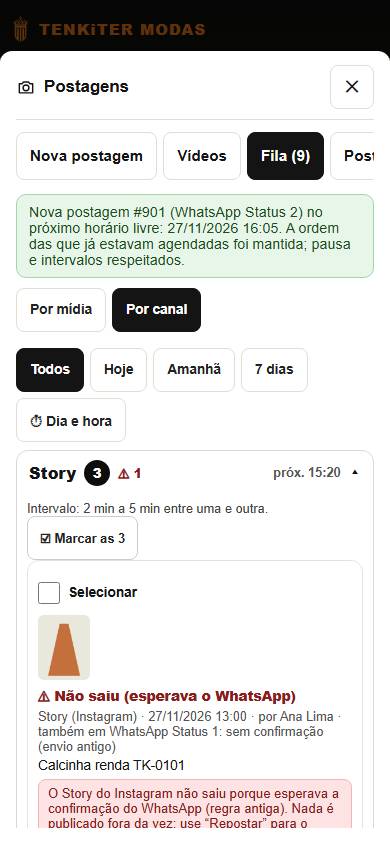 TENKiTER MODAS
Postagens
Nova postagem
Vídeos
Fila (9)
Post
Nova postagem #901 (WhatsApp Status 2) no
próximo horário livre: 27/11/2026 16:05. A ordem
das que já estavam agendadas foi mantida; pausa
e intervalos respeitados.
Por mídia
Por canal
Todos
Hoje
Amanhã
7 dias
Dia e hora
Story 3 1 próx. 15:20
Intervalo: 2 min a 5 min entre uma e outra.
Marcar as 3
Selecionar
Não saiu (esperava o WhatsApp)
Story (Instagram) · 27/11/2026 13:00 · por Ana Lima ·
também em WhatsApp Status 1: sem confirmação
(envio antigo)
Calcinha renda TK-0101
O Story do Instagram não saiu porque esperava a
confirmação do WhatsApp (regra antiga). Nada é
publicado fora da vez: use “Repostar” para o